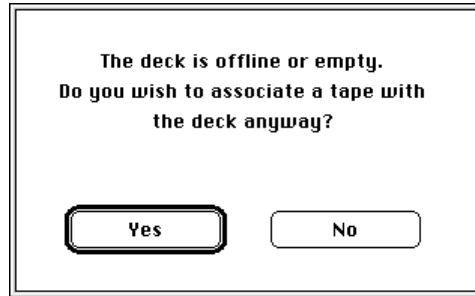 The deck is offline or empty.
Do you wish to associate a tape with
the deck anyway?
Yes
No